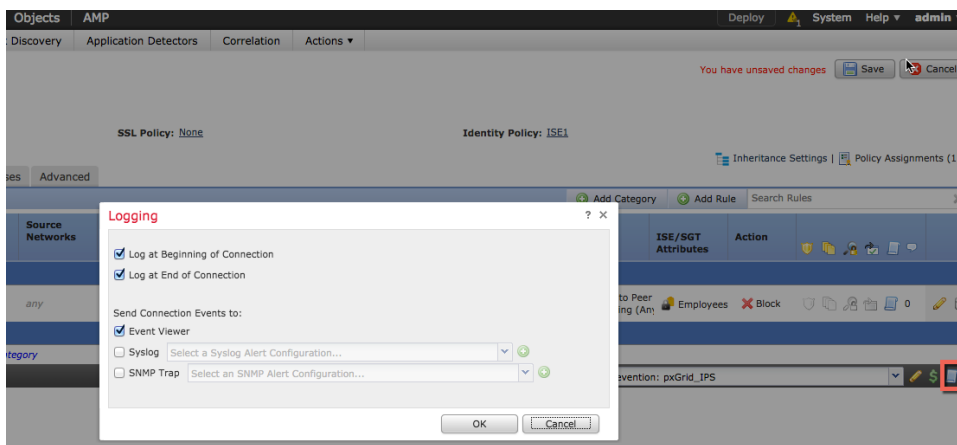 Objects AMP Deploy 1 System Help ▾ admin
Discovery Application Detectors Correlation Actions ▾
You have unsaved changes Save Cancel
SSL Policy: None Identity Policy: ISE1
Inheritance Settings | Policy Assignments (1
ses Advanced
Add Category Add Rule Search Rules
Logging ? ×
Source Networks
ISE/SGT Attributes
Action
Log at Beginning of Connection
Log at End of Connection
any
to Peer
ing (Any
Employees Block 0
Send Connection Events to:
Event Viewer
tegory
Syslog Select a Syslog Alert Configuration...
SNMP Trap Select an SNMP Alert Configuration...
evention: pxGrid_IPS $
OK Cancel